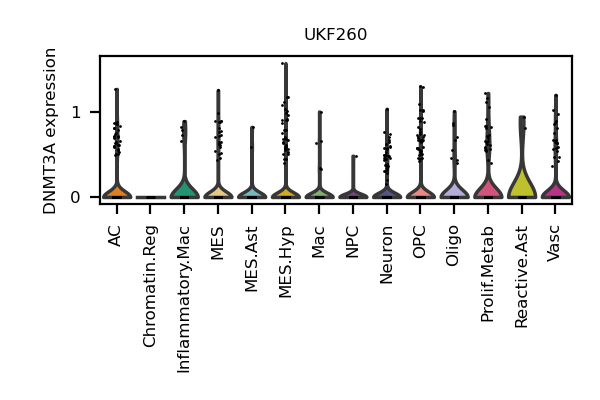 UKF260
DNMT3A expression
1
0
AC
Chromatin.Reg
Inflammatory.Mac
MES
MES.Ast
MES.Hyp
Mac
NPC
Neuron
OPC
Oligo
Prolif.Metab
Reactive.Ast
Vasc